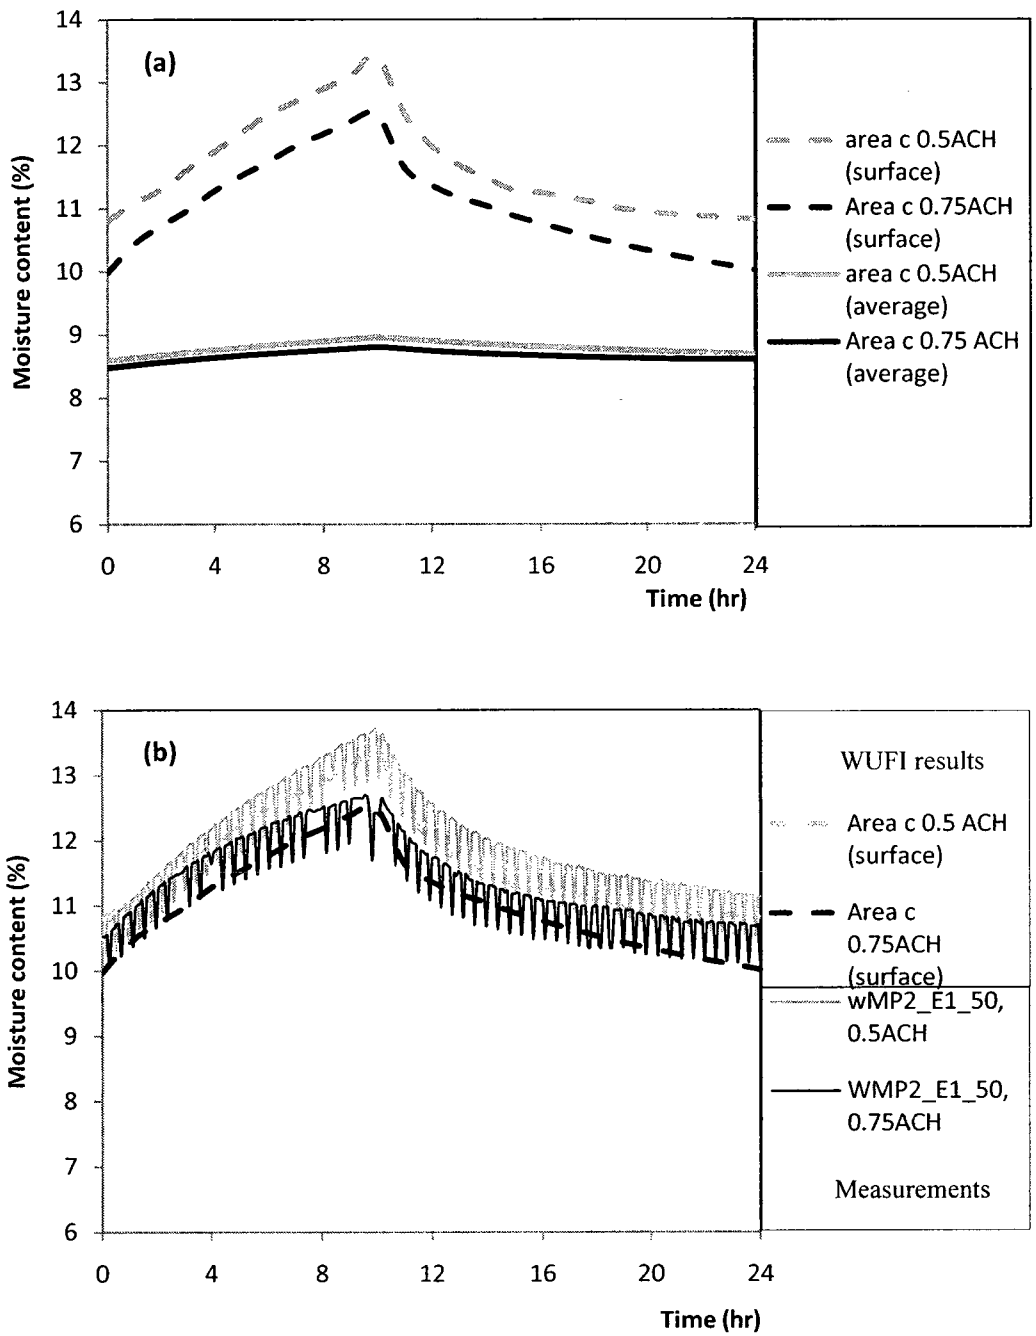 14
13
12
11
10
9
8
7
6
Moisture content (%)
(a)
0
4
8
12
16
20
24
Time (hr)
area c 0.5ACH
(surface)
Area c 0.75ACH
(surface)
area c 0.5ACH
(average)
Area c 0.75 ACH
(average)
14
13
12
11
10
9
8
7
6
Moisture content (%)
(b)
0
4
8
12
16
20
24
Time (hr)
WUFI results
Area c 0.5 ACH
(surface)
Area c
0.75ACH
(surface)
wMP2_E1_50,
0.5ACH
WMP2_E1_50,
0.75ACH
Measurements